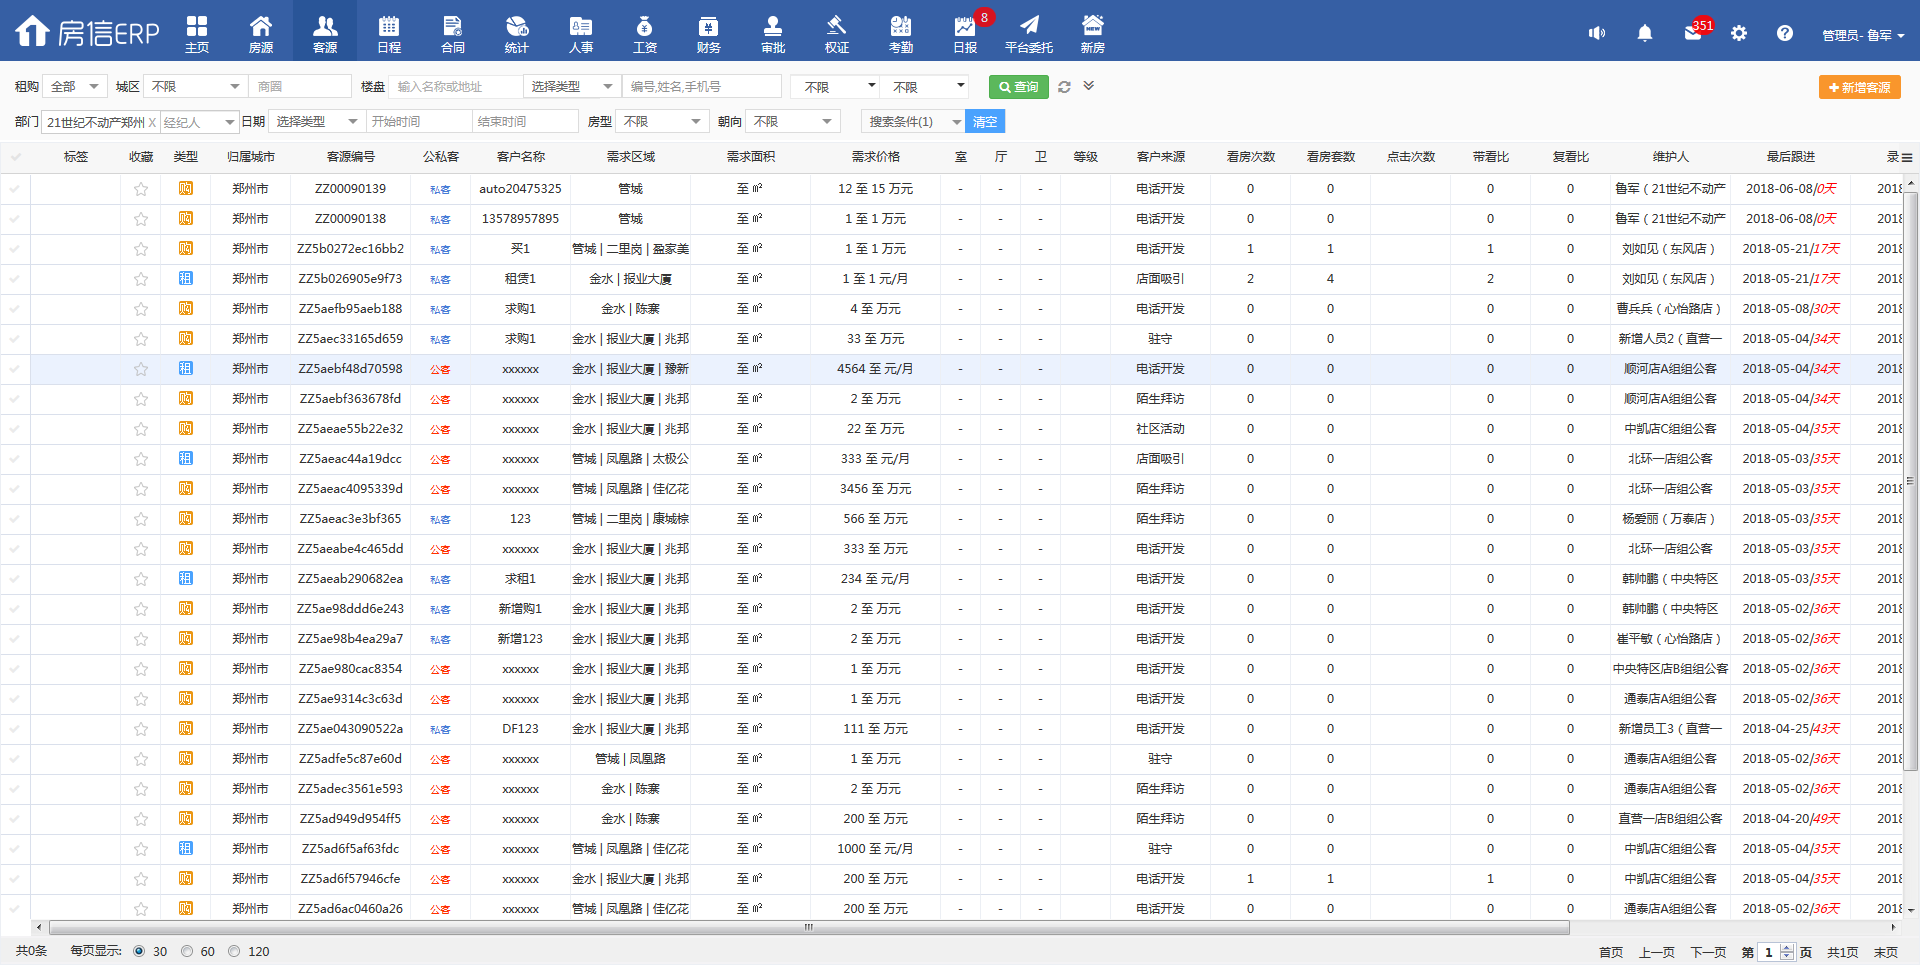 房信ERP 主页 房源 客源 日程 合同 统计 人事 工资 财务 审批 权证 考勤 日报 8 平台委托 新房 351 管理员- 鲁军
租购 全部 城区 不限 商圈 楼盘 输入名称或地址 选择类型 编号,姓名,手机号 不限 不限 查询 新增客源
部门 21世纪不动产郑州 X 经纪人 日期 选择类型 开始时间 结束时间 房型 不限 朝向 不限 搜索条件(1) 清空
标签 收藏 类型 归属城市 客源编号 公私客 客户名称 需求区域 需求面积 需求价格 室 厅 卫 等级 客户来源 看房次数 看房套数 点击次数 带看比 复看比 维护人 最后跟进 录
购 郑州市 ZZ00090139 私客 auto20475325 管城 至 ㎡ 12 至 15 万元 - - - 电话开发 0 0 0 0 鲁军（21世纪不动产 2018-06-08/0天 2018
购 郑州市 ZZ00090138 私客 13578957895 管城 至 ㎡ 1 至 1 万元 - - - 电话开发 0 0 0 0 鲁军（21世纪不动产 2018-06-08/0天 2018
购 郑州市 ZZ5b0272ec16bb2 私客 买1 管城 | 二里岗 | 盈家美 至 ㎡ 1 至 1 万元 - - - 电话开发 1 1 1 0 刘如见（东风店） 2018-05-21/17天 2018
租 郑州市 ZZ5b026905e9f73 私客 租赁1 金水 | 报业大厦 至 ㎡ 1 至 1 元/月 - - - 店面吸引 2 4 2 0 刘如见（东风店） 2018-05-21/17天 2018
购 郑州市 ZZ5aefb95aeb188 私客 求购1 金水 | 陈寨 至 ㎡ 4 至 万元 - - - 电话开发 0 0 0 0 曹兵兵（心怡路店） 2018-05-08/30天 2018
购 郑州市 ZZ5aec33165d659 私客 求购1 金水 | 报业大厦 | 兆邦 至 ㎡ 33 至 万元 - - - 驻守 0 0 0 0 新增人员2（直营一 2018-05-04/34天 2018
租 郑州市 ZZ5aebf48d70598 公客 xxxxxx 金水 | 报业大厦 | 豫新 至 ㎡ 4564 至 元/月 - - - 电话开发 0 0 0 0 顺河店A组组公客 2018-05-04/34天 2018
购 郑州市 ZZ5aebf363678fd 公客 xxxxxx 金水 | 报业大厦 | 兆邦 至 ㎡ 2 至 万元 - - - 陌生拜访 0 0 0 0 顺河店A组组公客 2018-05-04/34天 2018
购 郑州市 ZZ5aeae55b22e32 公客 xxxxxx 金水 | 报业大厦 | 兆邦 至 ㎡ 22 至 万元 - - - 社区活动 0 0 0 0 中凯店C组组公客 2018-05-04/35天 2018
租 郑州市 ZZ5aeac44a19dcc 公客 xxxxxx 管城 | 凤凰路 | 太极公 至 ㎡ 333 至 元/月 - - - 店面吸引 0 0 0 0 北环一店组公客 2018-05-03/35天 2018
购 郑州市 ZZ5aeac4095339d 公客 xxxxxx 管城 | 凤凰路 | 佳亿花 至 ㎡ 3456 至 万元 - - - 陌生拜访 0 0 0 0 北环一店组公客 2018-05-03/35天 2018
购 郑州市 ZZ5aeac3e3bf365 私客 123 管城 | 二里岗 | 康城棕 至 ㎡ 566 至 万元 - - - 陌生拜访 0 0 0 0 杨爱丽（万泰店） 2018-05-03/35天 2018
购 郑州市 ZZ5aeabe4c465dd 公客 xxxxxx 金水 | 报业大厦 | 兆邦 至 ㎡ 333 至 万元 - - - 电话开发 0 0 0 0 北环一店组公客 2018-05-03/35天 2018
租 郑州市 ZZ5aeab290682ea 私客 求租1 金水 | 报业大厦 | 兆邦 至 ㎡ 234 至 元/月 - - - 电话开发 0 0 0 0 韩帅鹏（中央特区 2018-05-03/35天 2018
购 郑州市 ZZ5ae98ddd6e243 私客 新增购1 金水 | 报业大厦 | 兆邦 至 ㎡ 2 至 万元 - - - 电话开发 0 0 0 0 韩帅鹏（中央特区 2018-05-02/36天 2018
购 郑州市 ZZ5ae98b4ea29a7 私客 新增123 金水 | 报业大厦 | 兆邦 至 ㎡ 2 至 万元 - - - 电话开发 0 0 0 0 崔平敏（心怡路店） 2018-05-02/36天 2018
购 郑州市 ZZ5ae980cac8354 公客 xxxxxx 金水 | 报业大厦 | 兆邦 至 ㎡ 1 至 万元 - - - 电话开发 0 0 0 0 中央特区店B组组公客 2018-05-02/36天 2018
购 郑州市 ZZ5ae9314c3c63d 公客 xxxxxx 金水 | 报业大厦 | 兆邦 至 ㎡ 1 至 万元 - - - 电话开发 0 0 0 0 通泰店A组组公客 2018-05-02/36天 2018
购 郑州市 ZZ5ae043090522a 私客 DF123 金水 | 报业大厦 | 兆邦 至 ㎡ 111 至 万元 - - - 电话开发 0 0 0 0 新增员工3（直营一 2018-04-25/43天 2018
购 郑州市 ZZ5adfe5c87e60d 公客 xxxxxx 管城 | 凤凰路 至 ㎡ 1 至 万元 - - - 驻守 0 0 0 0 通泰店A组组公客 2018-05-02/36天 2018
购 郑州市 ZZ5adec3561e593 公客 xxxxxx 金水 | 陈寨 至 ㎡ 2 至 万元 - - - 陌生拜访 0 0 0 0 通泰店A组组公客 2018-05-02/36天 2018
购 郑州市 ZZ5ad949d954ff5 公客 xxxxxx 金水 | 陈寨 至 ㎡ 200 至 万元 - - - 陌生拜访 0 0 0 0 直营一店B组组公客 2018-04-20/49天 2018
租 郑州市 ZZ5ad6f5af63fdc 公客 xxxxxx 管城 | 凤凰路 | 佳亿花 至 ㎡ 1000 至 元/月 - - - 驻守 0 0 0 0 中凯店C组组公客 2018-05-04/35天 2018
购 郑州市 ZZ5ad6f57946cfe 公客 xxxxxx 金水 | 报业大厦 | 兆邦 至 ㎡ 200 至 万元 - - - 电话开发 1 1 1 0 中凯店C组组公客 2018-05-04/35天 2018
购 郑州市 ZZ5ad6ac0460a26 公客 xxxxxx 管城 | 凤凰路 | 佳亿花 至 ㎡ 200 至 万元 - - - 电话开发 0 0 0 0 通泰店A组组公客 2018-05-02/36天 2018
共0条 每页显示: 30 60 120 首页 上一页 下一页 第 1 页 共1页 末页